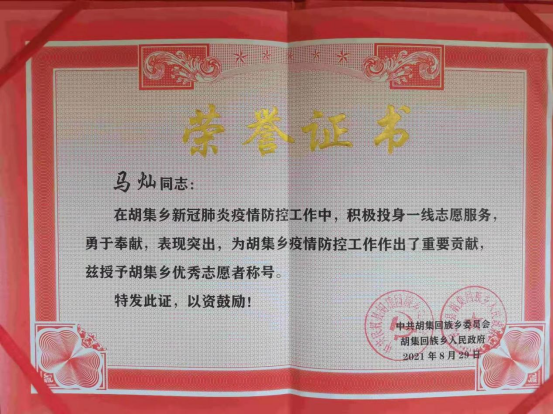 荣誉证书
马灿同志：
在胡集乡新冠肺炎疫情防控工作中，积极投身一线志愿服务，
勇于奉献，表现突出，为胡集乡疫情防控工作作出了重要贡献，
兹授予胡集乡优秀志愿者称号。
特发此证，以资鼓励！
中共胡集回族乡委员会
胡集回族乡人民政府
2021年8月29日